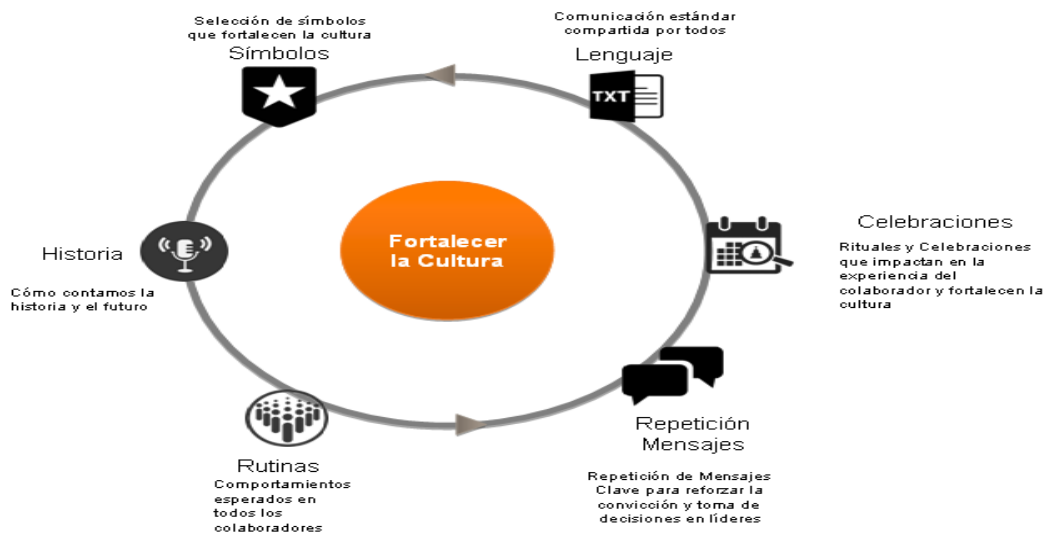 Selección de símbolos
que fortalecen la cultura
Símbolos
Comunicación estándar
compartida por todos
Lenguaje
TXT
Celebraciones
Rituales y Celebraciones
que impactan en la
experiencia del
colaborador y fortalecen la
cultura
Fortalecer
la Cultura
Historia
Cómo contamos la
historia y el futuro
Repetición
Mensajes
Repetición de Mensajes
Clave para reforzar la
convicción y toma de
decisiones en líderes
Rutinas
Comportamientos
esperados en
todos los
colaboradores